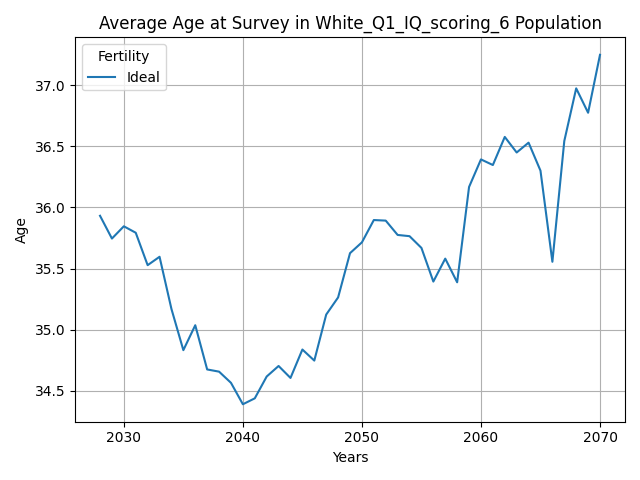 Average Age at Survey in White_Q1_IQ_scoring_6 Population
Fertility
Ideal
37.0
36.5
36.0
35.5
35.0
34.5
Age
2030 2040 2050 2060 2070
Years